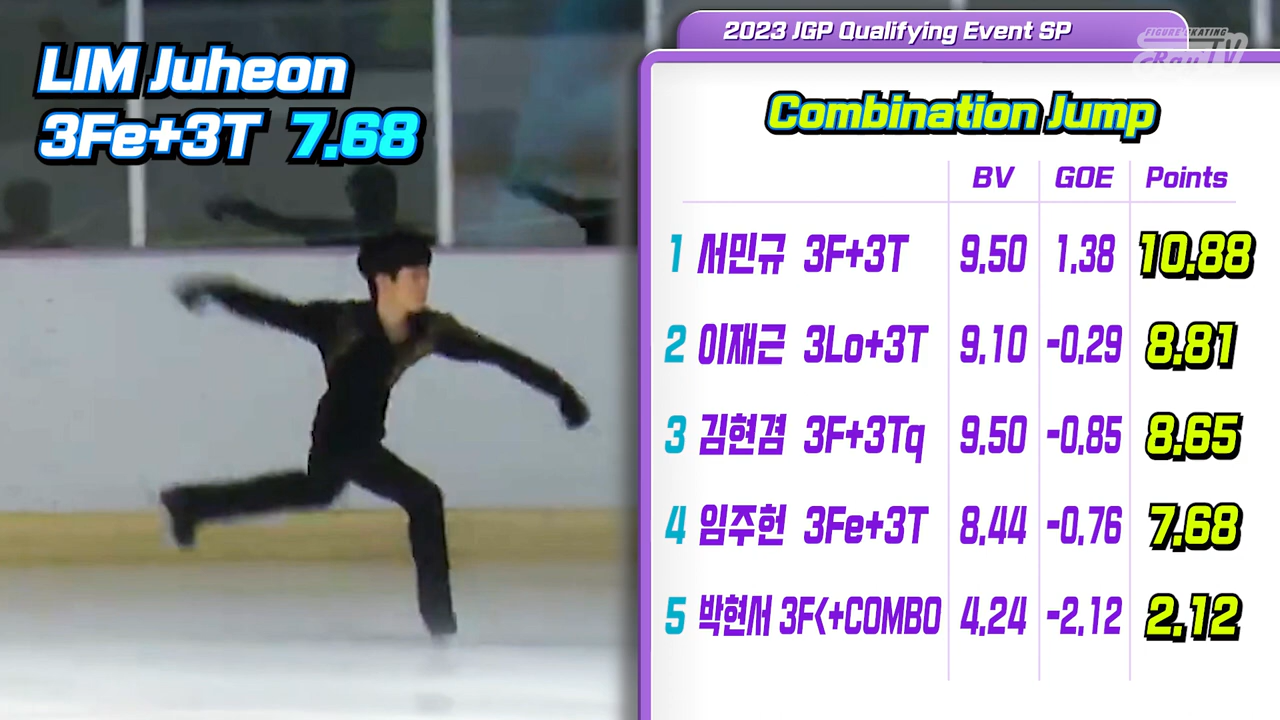 LIM Juheon
3Fe+3T 7.68
2023 JGP Qualifying Event SP
FIGURE SKATING
TV
Combination Jump
BV GOE Points
1 서민규 3F+3T 9.50 1.38 10.88
2 이재근 3Lo+3T 9.10 -0.29 8.81
3 김현겸 3F+3Tq 9.50 -0.85 8.65
4 임주헌 3Fe+3T 8.44 -0.76 7.68
5 박현서 3F<+COMBO 4.24 -2.12 2.12